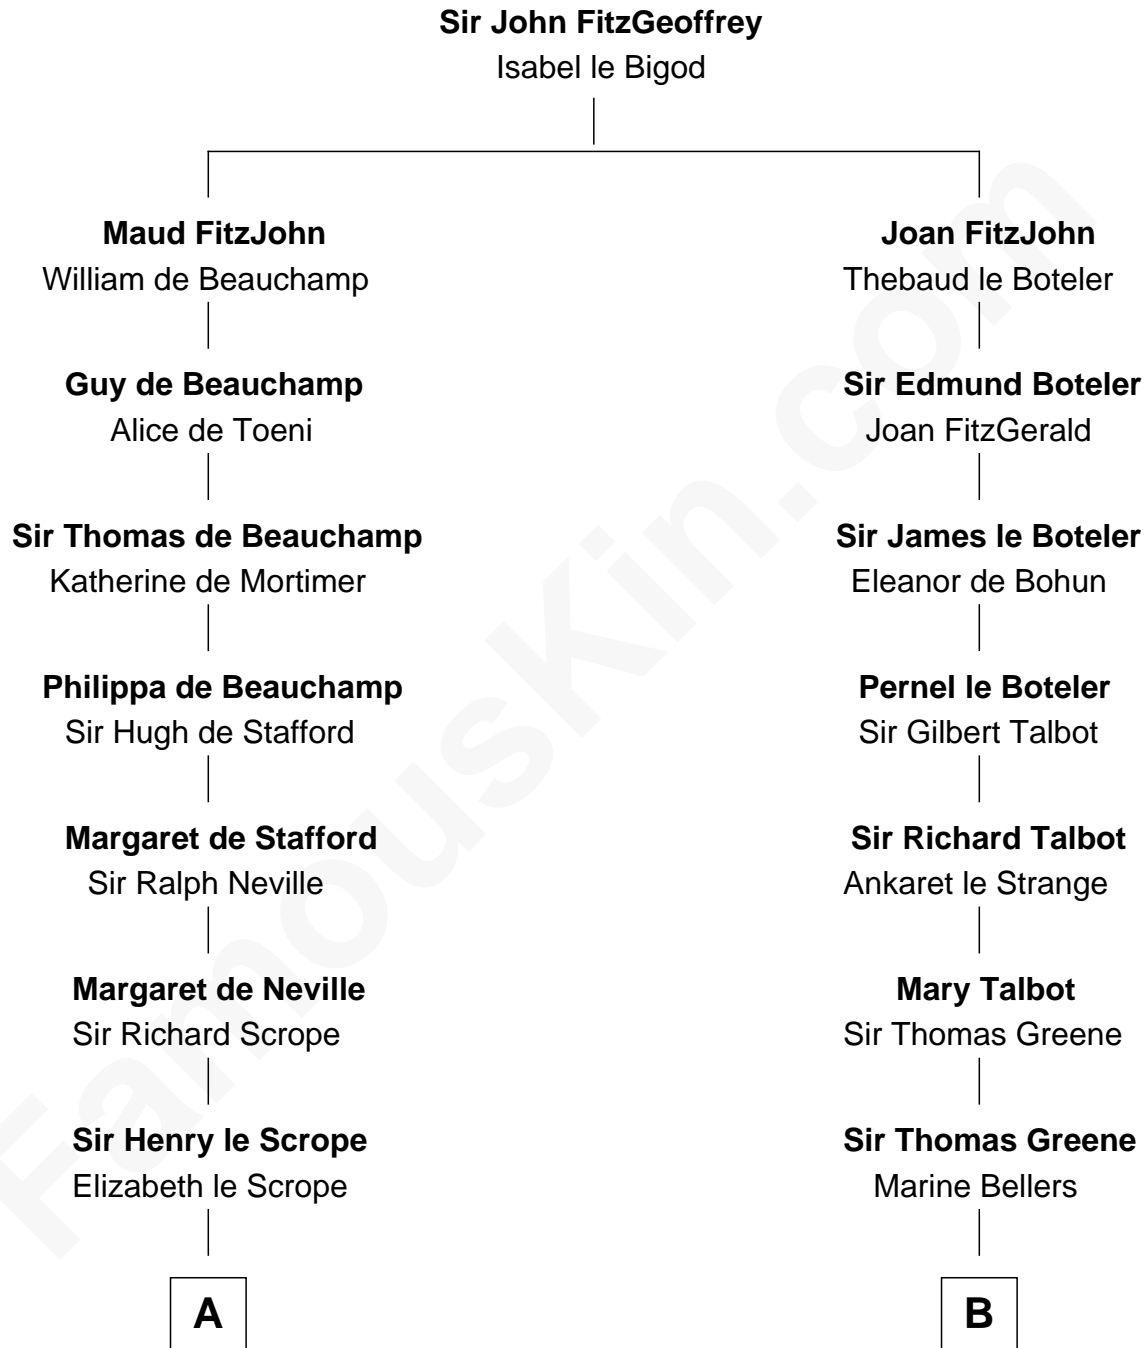 Sir John FitzGeoffrey
Isabel le Bigod
Maud FitzJohn
William de Beauchamp
Joan FitzJohn
Thebaud le Boteler
Guy de Beauchamp
Alice de Toeni
Sir Edmund Boteler
Joan FitzGerald
Sir Thomas de Beauchamp
Katherine de Mortimer
Sir James le Boteler
Eleanor de Bohun
Philippa de Beauchamp
Sir Hugh de Stafford
Pernel le Boteler
Sir Gilbert Talbot
Margaret de Stafford
Sir Ralph Neville
Sir Richard Talbot
Ankaret le Strange
Margaret de Neville
Sir Richard Scrope
Mary Talbot
Sir Thomas Greene
Sir Henry le Scrope
Elizabeth le Scrope
Sir Thomas Greene
Marine Bellers
A
B
FamousKin.com